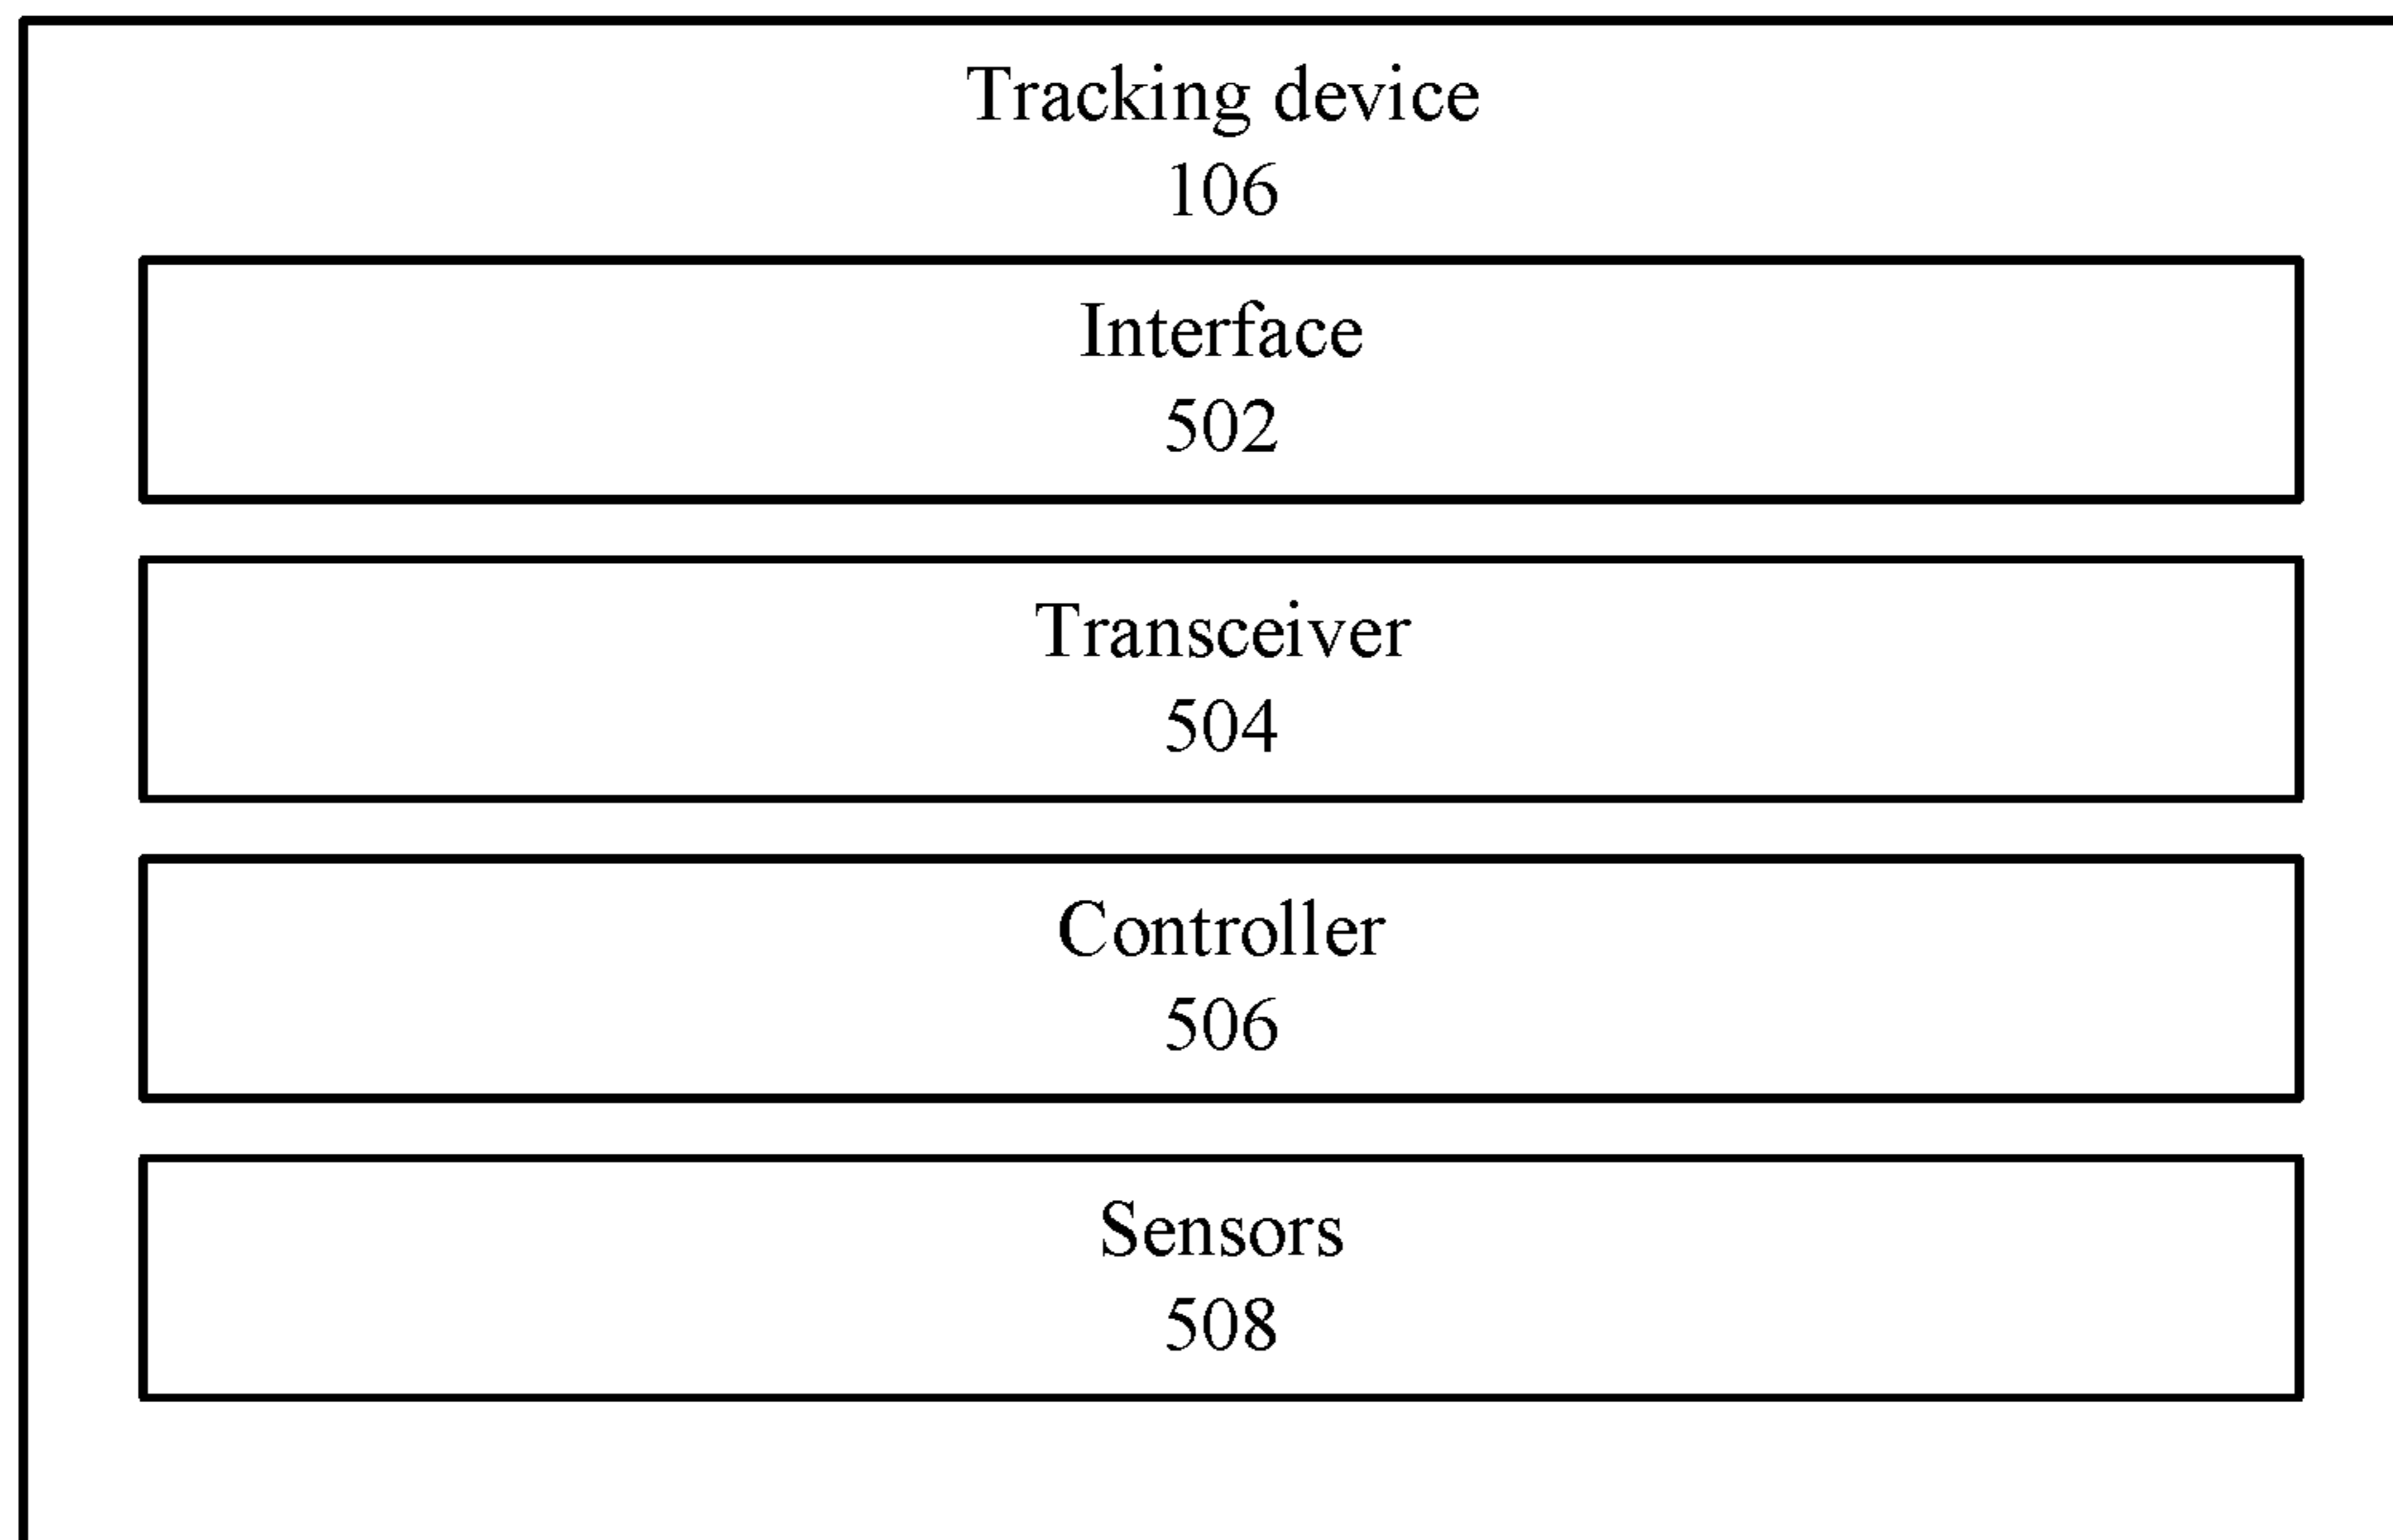 Tracking device
106
Interface
502
Transceiver
504
Controller
506
Sensors
508